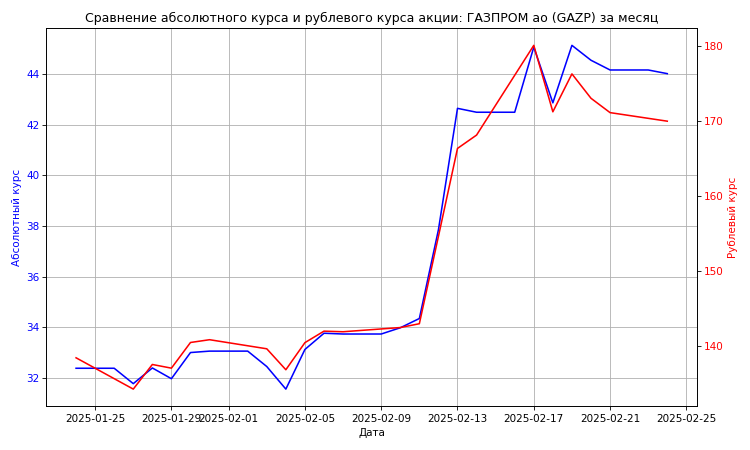 Сравнение абсолютного курса и рублевого курса акции: ГАЗПРОМ ао (GAZP) за месяц
Абсолютный курс
44
42
40
38
36
34
32
180
170
160
150
140
Рублевый курс
2025-01-25 2025-01-29 2025-02-01 2025-02-05 2025-02-09 2025-02-13 2025-02-17 2025-02-21 2025-02-25
Дата